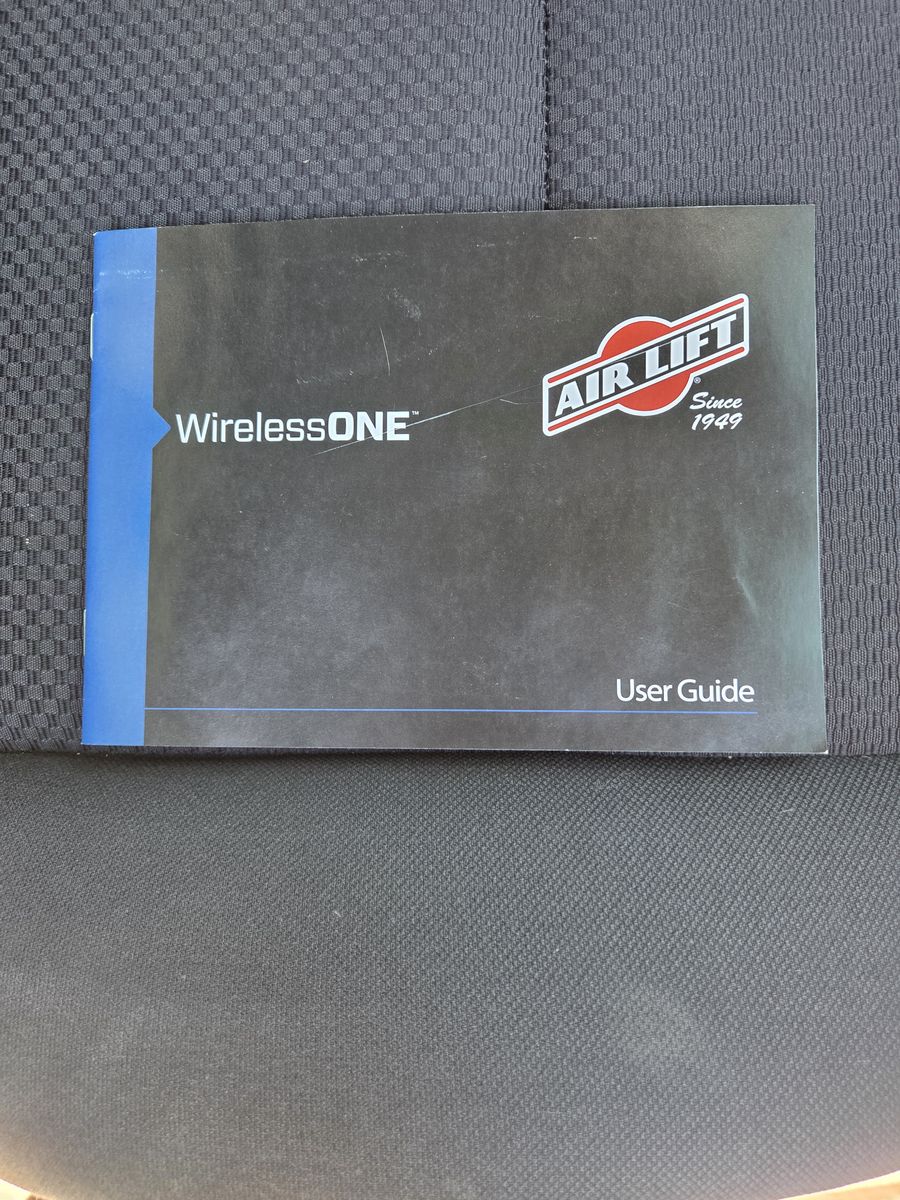 WirelessONE™
AIR LIFT®
Since
1949
User Guide